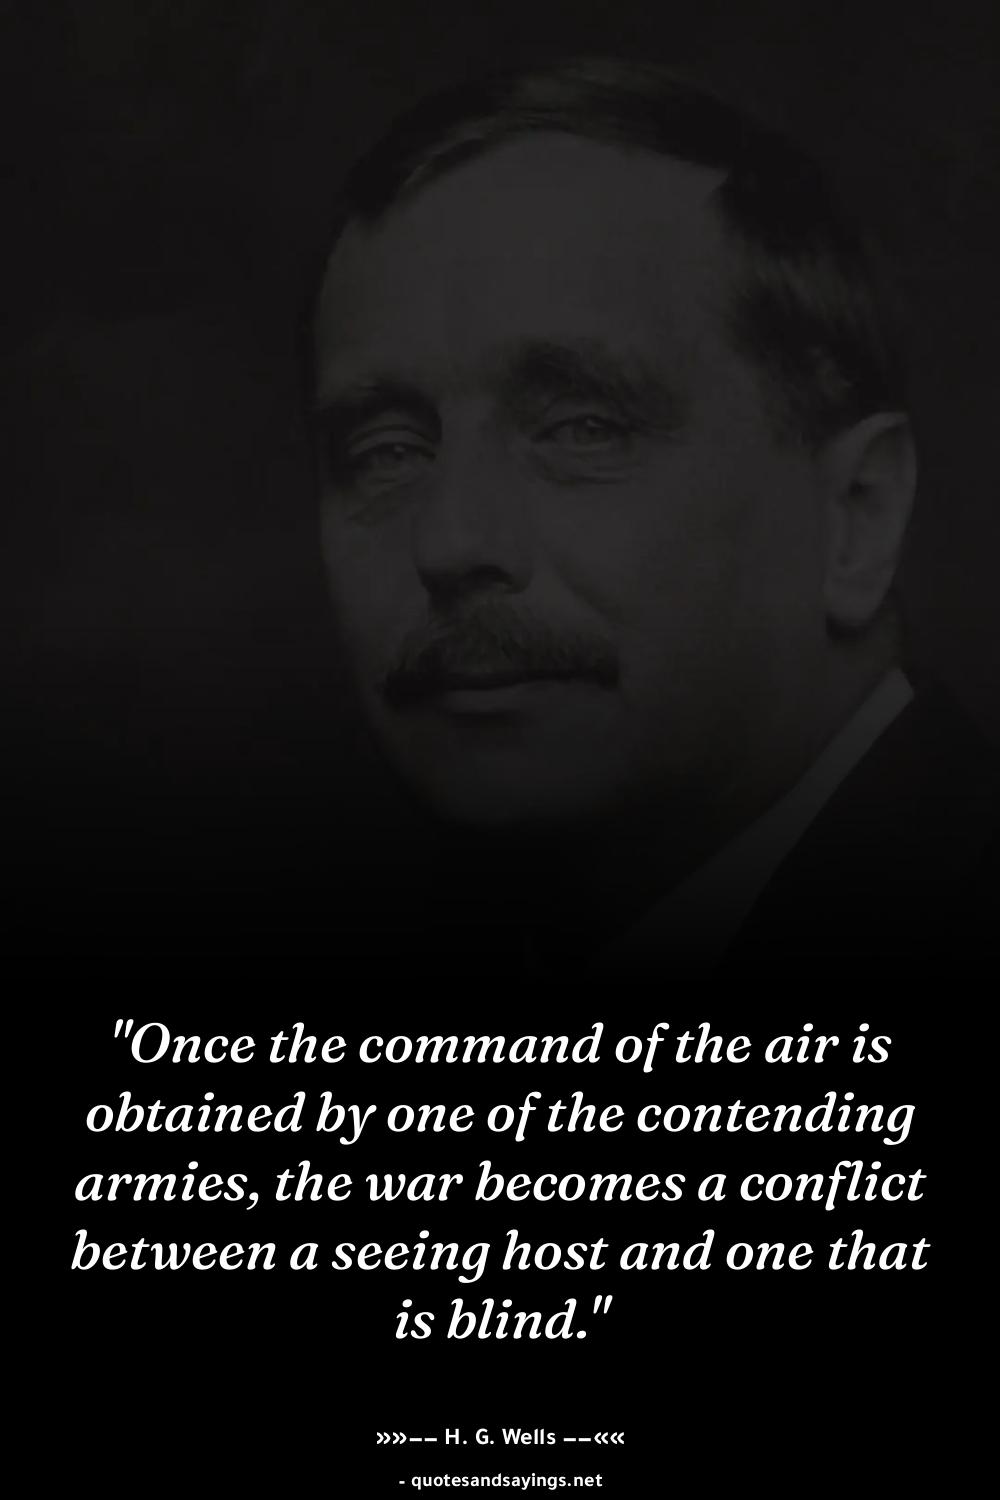 "Once the command of the air is
obtained by one of the contending
armies, the war becomes a conflict
between a seeing host and one that
is blind."
»»–– H. G. Wells ––««
- quotesandsayings.net